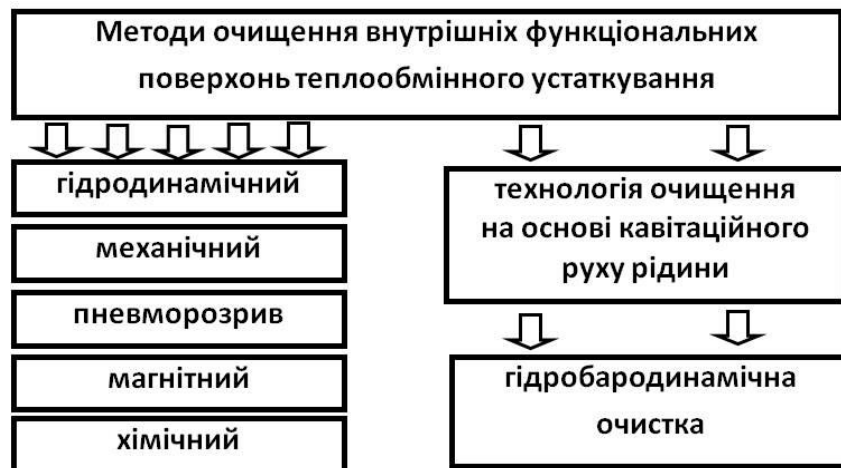 Методи очищення внутрішніх функціональних
поверхонь теплообмінного устаткування
гідродинамічний
механічний
пневморозрив
магнітний
хімічний
технологія очищення
на основі кавітаційного
руху рідини
гідробародинамічна
очистка